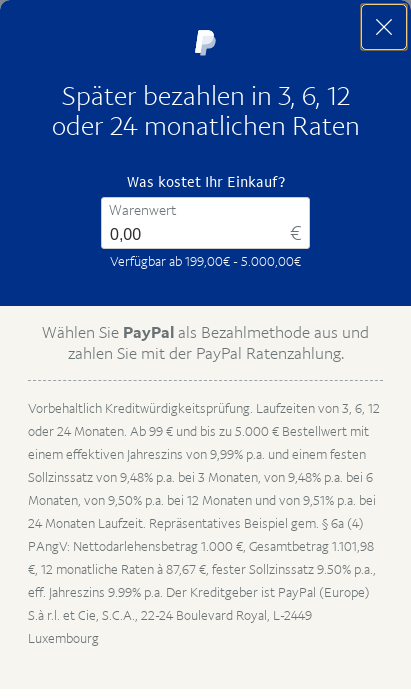 Später bezahlen in 3, 6, 12
oder 24 monatlichen Raten
Was kostet Ihr Einkauf?
Warenwert
0,00 €
Verfügbar ab 199,00€ - 5.000,00€
Wählen Sie PayPal als Bezahlmethode aus und
zahlen Sie mit der PayPal Ratenzahlung.
Vorbehaltlich Kreditwürdigkeitsprüfung. Laufzeiten von 3, 6, 12
oder 24 Monaten. Ab 99 € und bis zu 5.000 € Bestellwert mit
einem effektiven Jahreszins von 9,99% p.a. und einem festen
Sollzinssatz von 9,48% p.a. bei 3 Monaten, von 9,48% p.a. bei 6
Monaten, von 9,50% p.a. bei 12 Monaten und von 9,51% p.a. bei
24 Monaten Laufzeit. Repräsentatives Beispiel gem. § 6a (4)
PAngV: Nettodarlehensbetrag 1.000 €, Gesamtbetrag 1.101,98
€, 12 monatliche Raten à 87,67 €, fester Sollzinssatz 9.50% p.a.,
eff. Jahreszins 9.99% p.a. Der Kreditgeber ist PayPal (Europe)
S.à r.l. et Cie, S.C.A., 22-24 Boulevard Royal, L-2449
Luxembourg